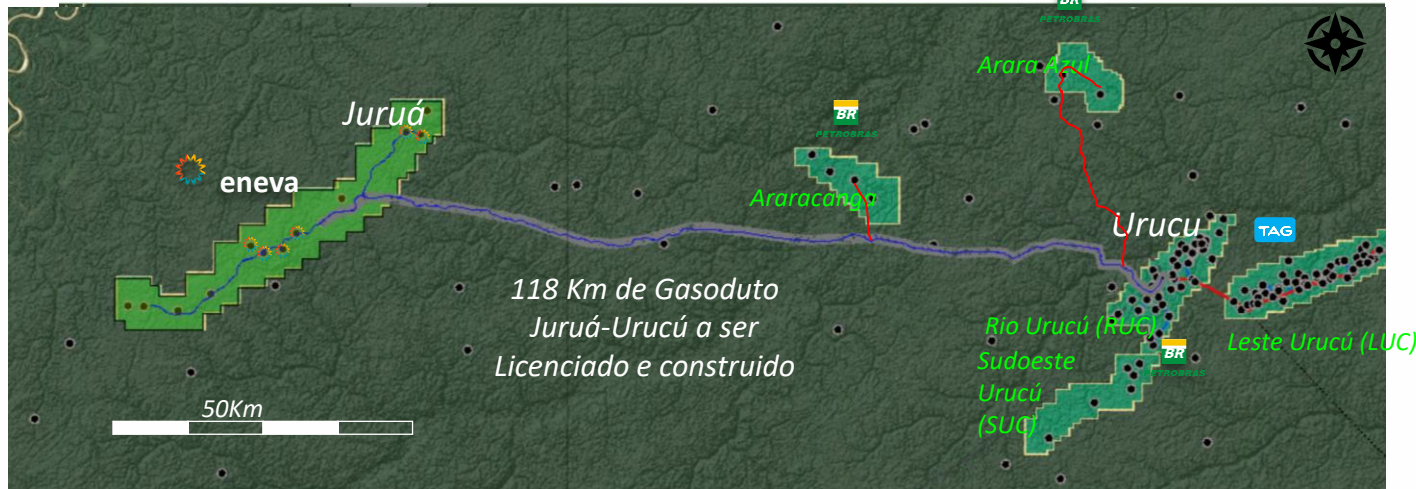 BR
PETROBRAS
Arara Azul
Juruá
BR
PETROBRAS
eneva
Araracanga
Urucu
TAG
118 Km de Gasoduto
Juruá-Urucú a ser
Licenciado e construido
Rio Urucú (RUC)
Leste Urucú (LUC)
Sudoeste
Urucú
(SUC)
BR
PETROBRAS
50Km